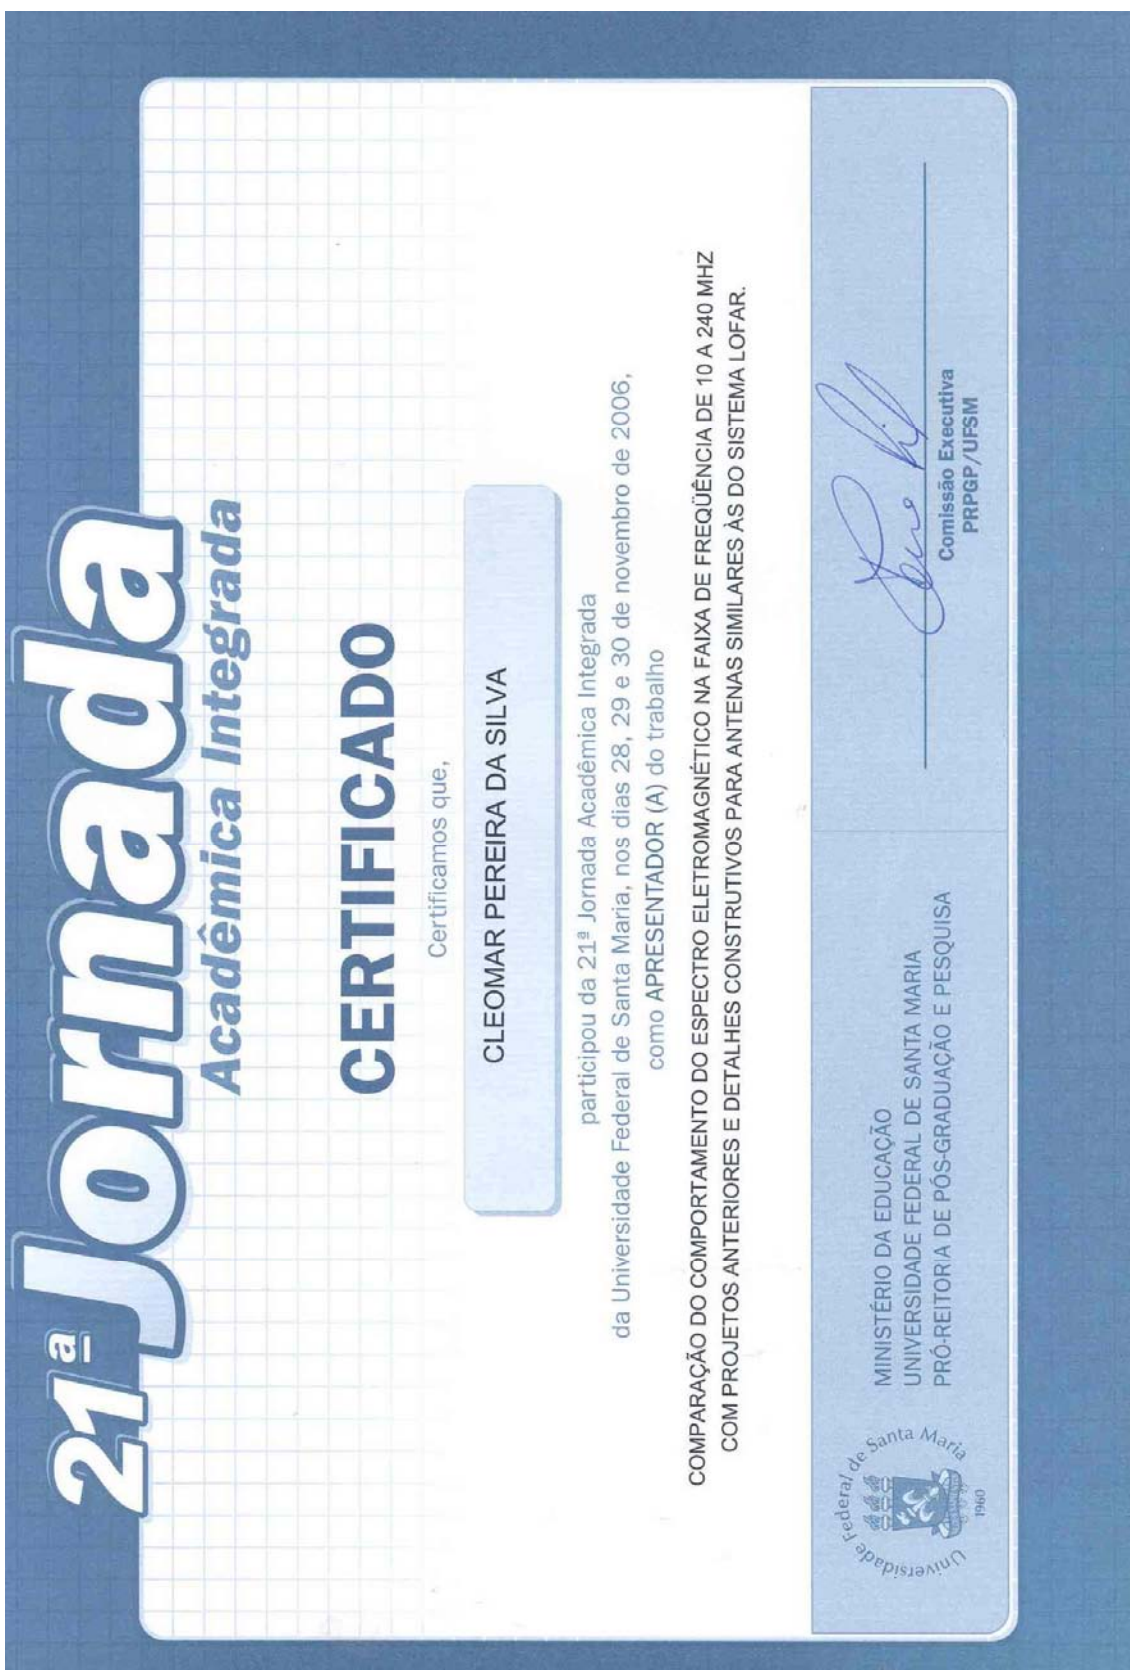 21ª Jornada
Acadêmica Integrada
CERTIFICADO
Certificamos que,
CLEOMAR PEREIRA DA SILVA
participou da 21ª Jornada Acadêmica Integrada
da Universidade Federal de Santa Maria, nos dias 28, 29 e 30 de novembro de 2006,
como APRESENTADOR (A) do trabalho
COMPARAÇÃO DO COMPORTAMENTO DO ESPECTRO ELETROMAGNÉTICO NA FAIXA DE FREQÜÊNCIA DE 10 A 240 MHZ
COM PROJETOS ANTERIORES E DETALHES CONSTRUTIVOS PARA ANTENAS SIMILARES ÀS DO SISTEMA LOFAR.
Universidade Federal de Santa Maria
1960
MINISTÉRIO DA EDUCAÇÃO
UNIVERSIDADE FEDERAL DE SANTA MARIA
PRÓ-REITORIA DE PÓS-GRADUAÇÃO E PESQUISA
Comissão Executiva
PRPGP/UFSM